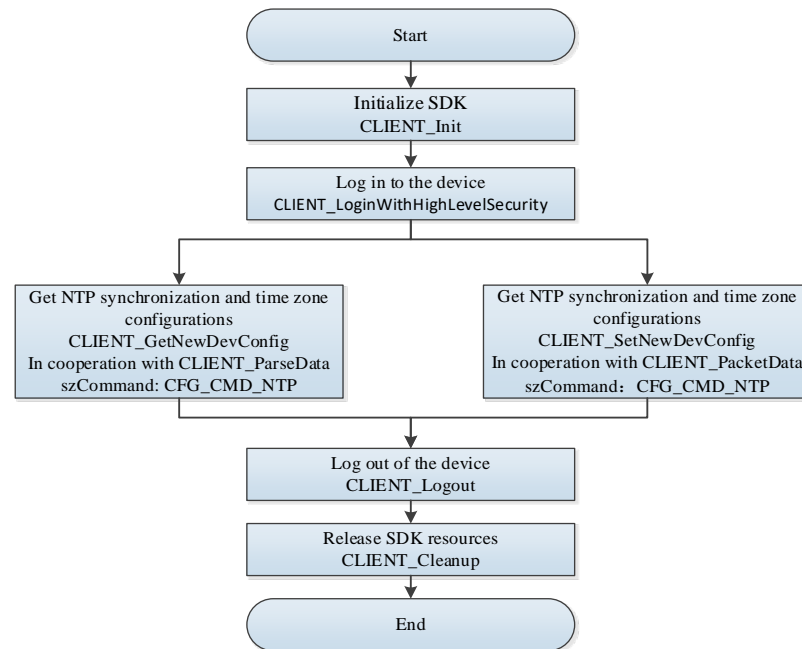 Start
Initialize SDK
CLIENT_Init
Log in to the device
CLIENT_LoginWithHighLevelSecurity
Get NTP synchronization and time zone
configurations
CLIENT_GetNewDevConfig
In cooperation with CLIENT_ParseData
szCommand: CFG_CMD_NTP
Get NTP synchronization and time zone
configurations
CLIENT_SetNewDevConfig
In cooperation with CLIENT_PacketData
szCommand：CFG_CMD_NTP
Log out of the device
CLIENT_Logout
Release SDK resources
CLIENT_Cleanup
End